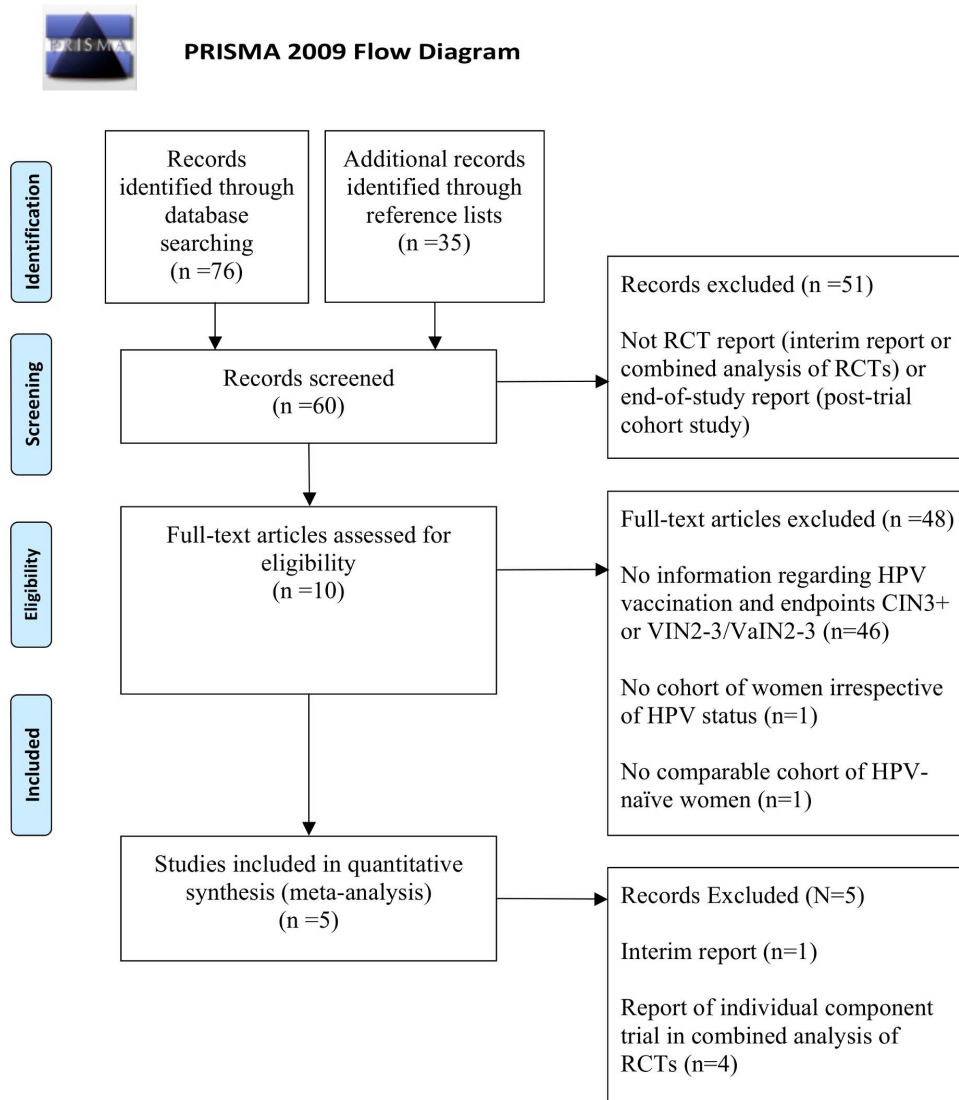 PRISMA
PRISMA 2009 Flow Diagram
Identification
Records
identified through
database
searching
(n =76)
Additional records
identified through
reference lists
(n =35)
Records excluded (n =51)
Not RCT report (interim report or
combined analysis of RCTs) or
end-of-study report (post-trial
cohort study)
Screening
Records screened
(n =60)
Eligibility
Full-text articles assessed for
eligibility
(n =10)
Full-text articles excluded (n =48)
No information regarding HPV
vaccination and endpoints CIN3+
or VIN2-3/VaIN2-3 (n=46)
No cohort of women irrespective
of HPV status (n=1)
No comparable cohort of HPV-
naïve women (n=1)
Included
Studies included in quantitative
synthesis (meta-analysis)
(n =5)
Records Excluded (N=5)
Interim report (n=1)
Report of individual component
trial in combined analysis of
RCTs (n=4)